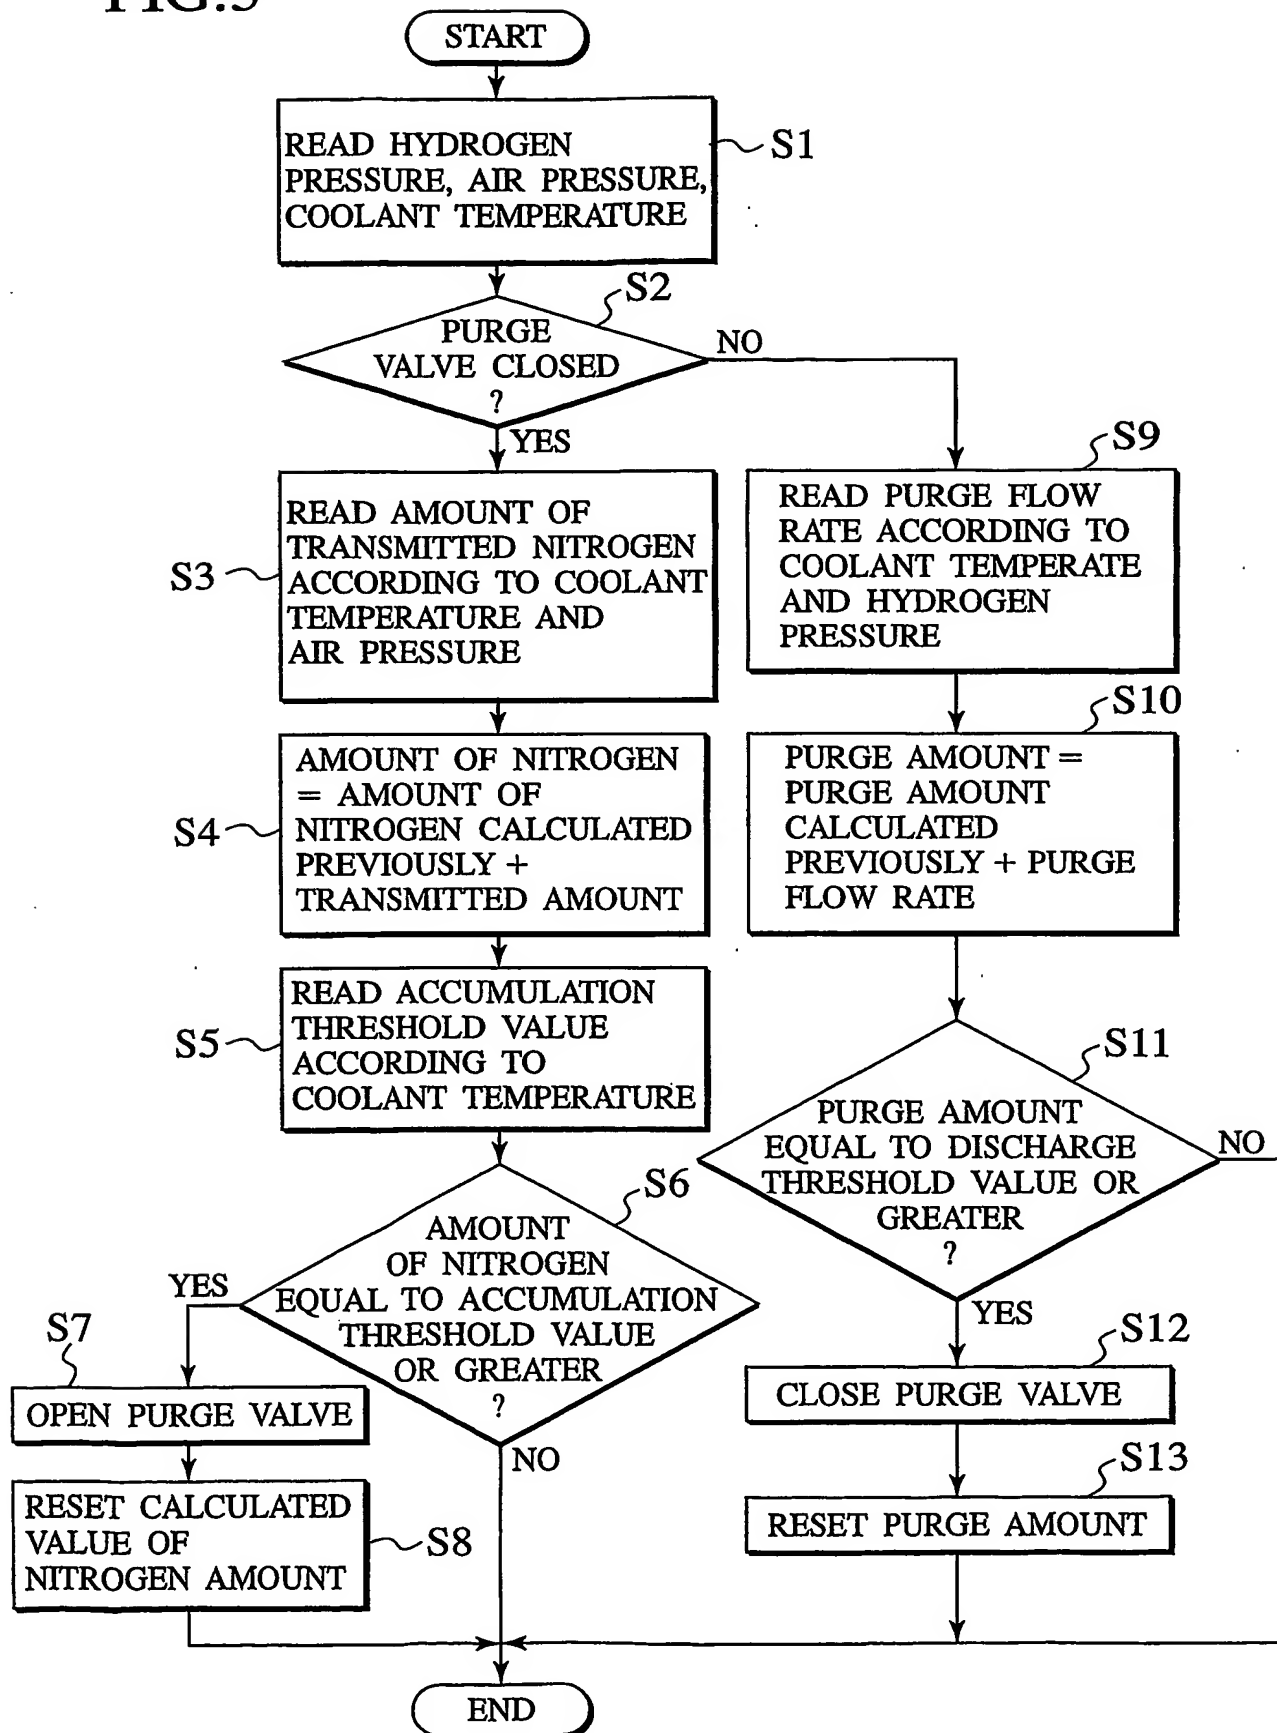 START
READ HYDROGEN
PRESSURE, AIR PRESSURE,
COOLANT TEMPERATURE
S1
S2
PURGE
VALVE CLOSED
?
NO
YES
S3
READ AMOUNT OF
TRANSMITTED NITROGEN
ACCORDING TO COOLANT
TEMPERATURE AND
AIR PRESSURE
S4
AMOUNT OF NITROGEN
= AMOUNT OF
NITROGEN CALCULATED
PREVIOUSLY +
TRANSMITTED AMOUNT
S5
READ ACCUMULATION
THRESHOLD VALUE
ACCORDING TO
COOLANT TEMPERATURE
S6
AMOUNT
OF NITROGEN
EQUAL TO ACCUMULATION
THRESHOLD VALUE
OR GREATER
?
YES
NO
S7
OPEN PURGE VALVE
RESET CALCULATED
VALUE OF
NITROGEN AMOUNT
S8
S9
READ PURGE FLOW
RATE ACCORDING TO
COOLANT TEMPERATE
AND HYDROGEN
PRESSURE
S10
PURGE AMOUNT =
PURGE AMOUNT
CALCULATED
PREVIOUSLY + PURGE
FLOW RATE
S11
PURGE AMOUNT
EQUAL TO DISCHARGE
THRESHOLD VALUE OR
GREATER
?
NO
YES
S12
CLOSE PURGE VALVE
S13
RESET PURGE AMOUNT
END